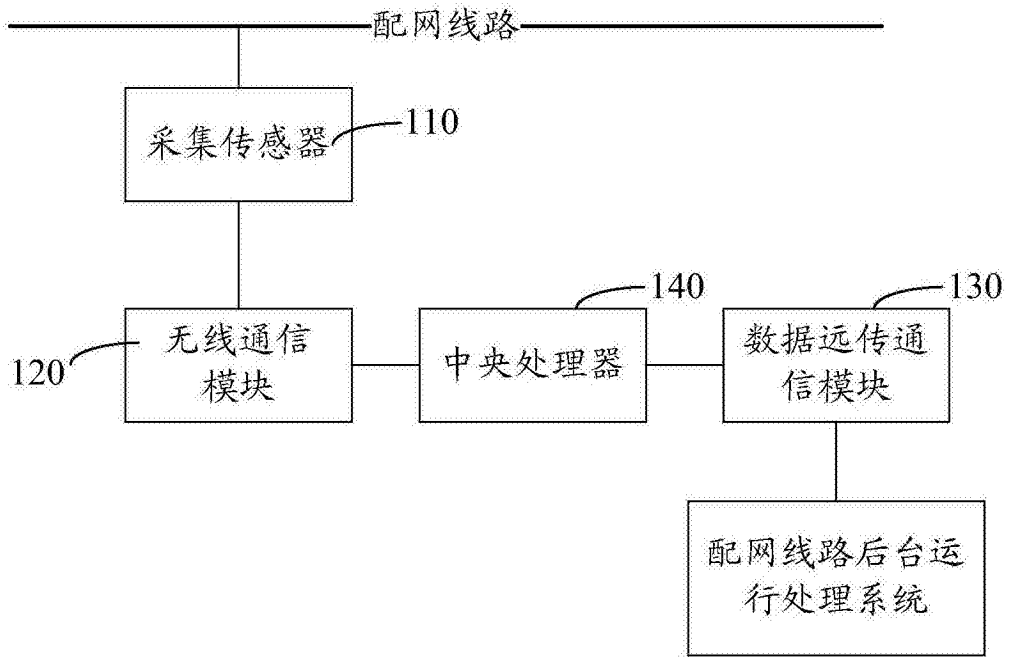 配网线路
采集传感器
110
无线通信
模块
120
中央处理器
140
数据远传通
信模块
130
配网线路后台运
行处理系统